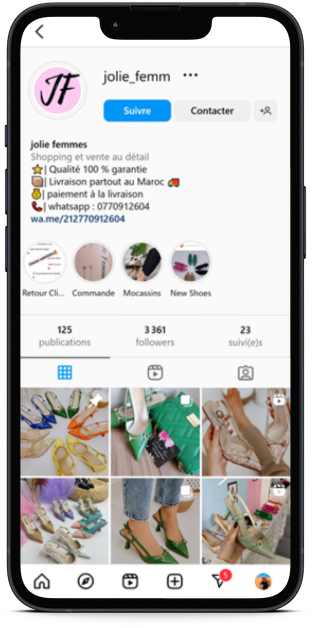 JF
jolie_femm ...
Suivre Contacter
jolie femmes
Shopping et vente au détail
⭐| Qualité 100 % garantie
📦| Livraison partout au Maroc 🚚
💰| paiement à la livraison
📞| whatsapp : 0770912604
wa.me/212770912604
Retour Cli... Commande Mocassins New Shoes
125 3 361 23
publications followers suivi(e)s
5